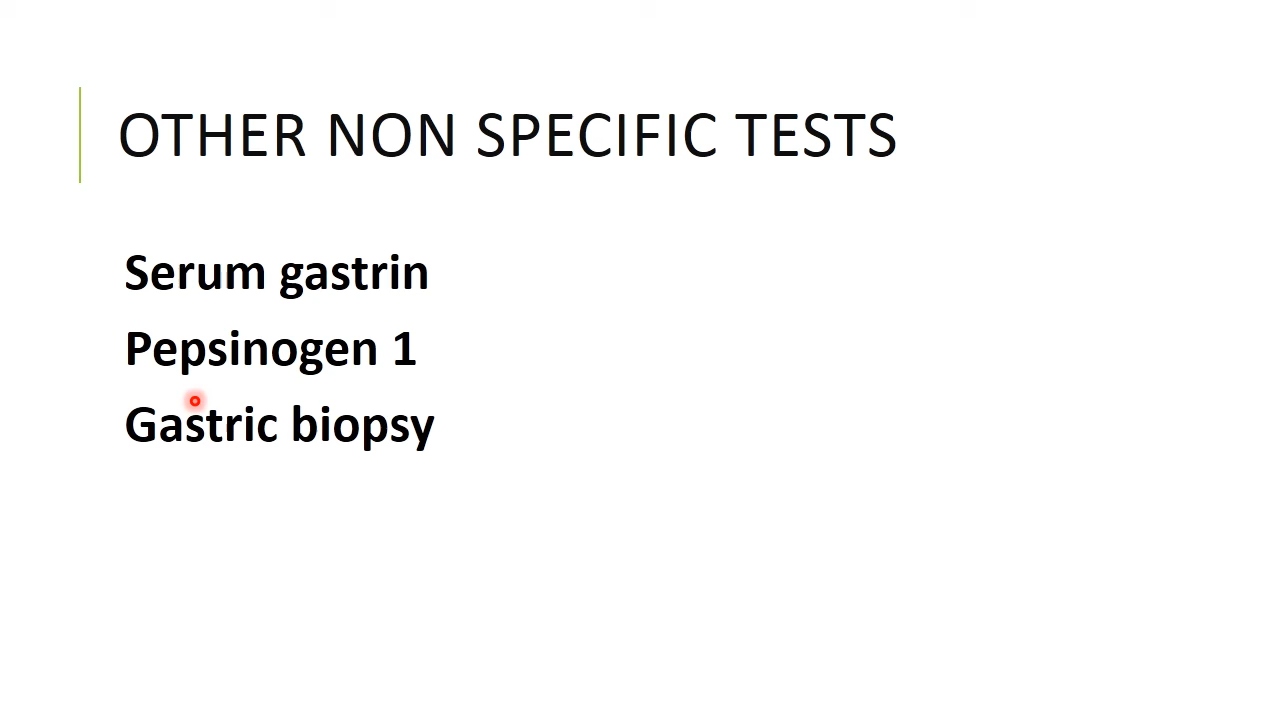 OTHER NON SPECIFIC TESTS
Serum gastrin
Pepsinogen 1
Gastric biopsy